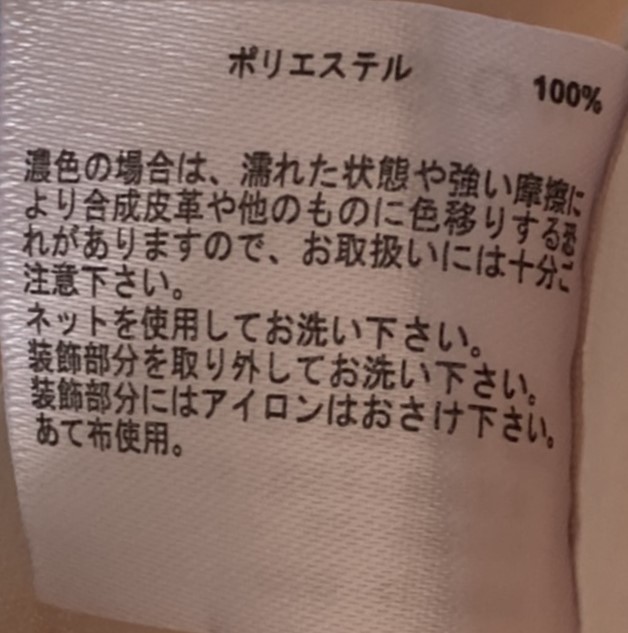 ポリエステル 100%
濃色の場合は、濡れた状態や強い摩擦に
より合成皮革や他のものに色移りする恐
れがありますので、お取扱いには十分ご
注意下さい。
ネットを使用してお洗い下さい。
装飾部分を取り外してお洗い下さい。
装飾部分にはアイロンはおさけ下さい。
あて布使用。